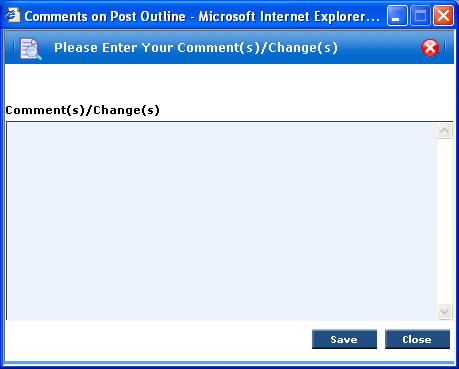 Comments on Post Outline - Microsoft Internet Explorer...
Please Enter Your Comment(s)/Change(s)
Comment(s)/Change(s)
Save Close